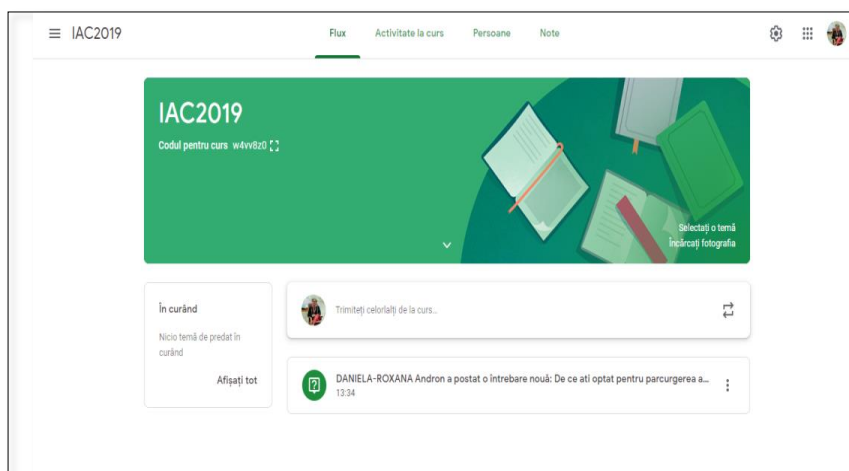 IAC2019
Flux Activitate la curs Persoane Note
IAC2019
Codul pentru curs w4vv8z0
Selectați o temă
Încărcați fotografia
În curând
Nicio temă de predat în
curând
Afișați tot
Trimiteți celorlalți de la curs...
DANIELA-ROXANA Andron a postat o întrebare nouă: De ce ati optat pentru parcurgerea a...
13:34